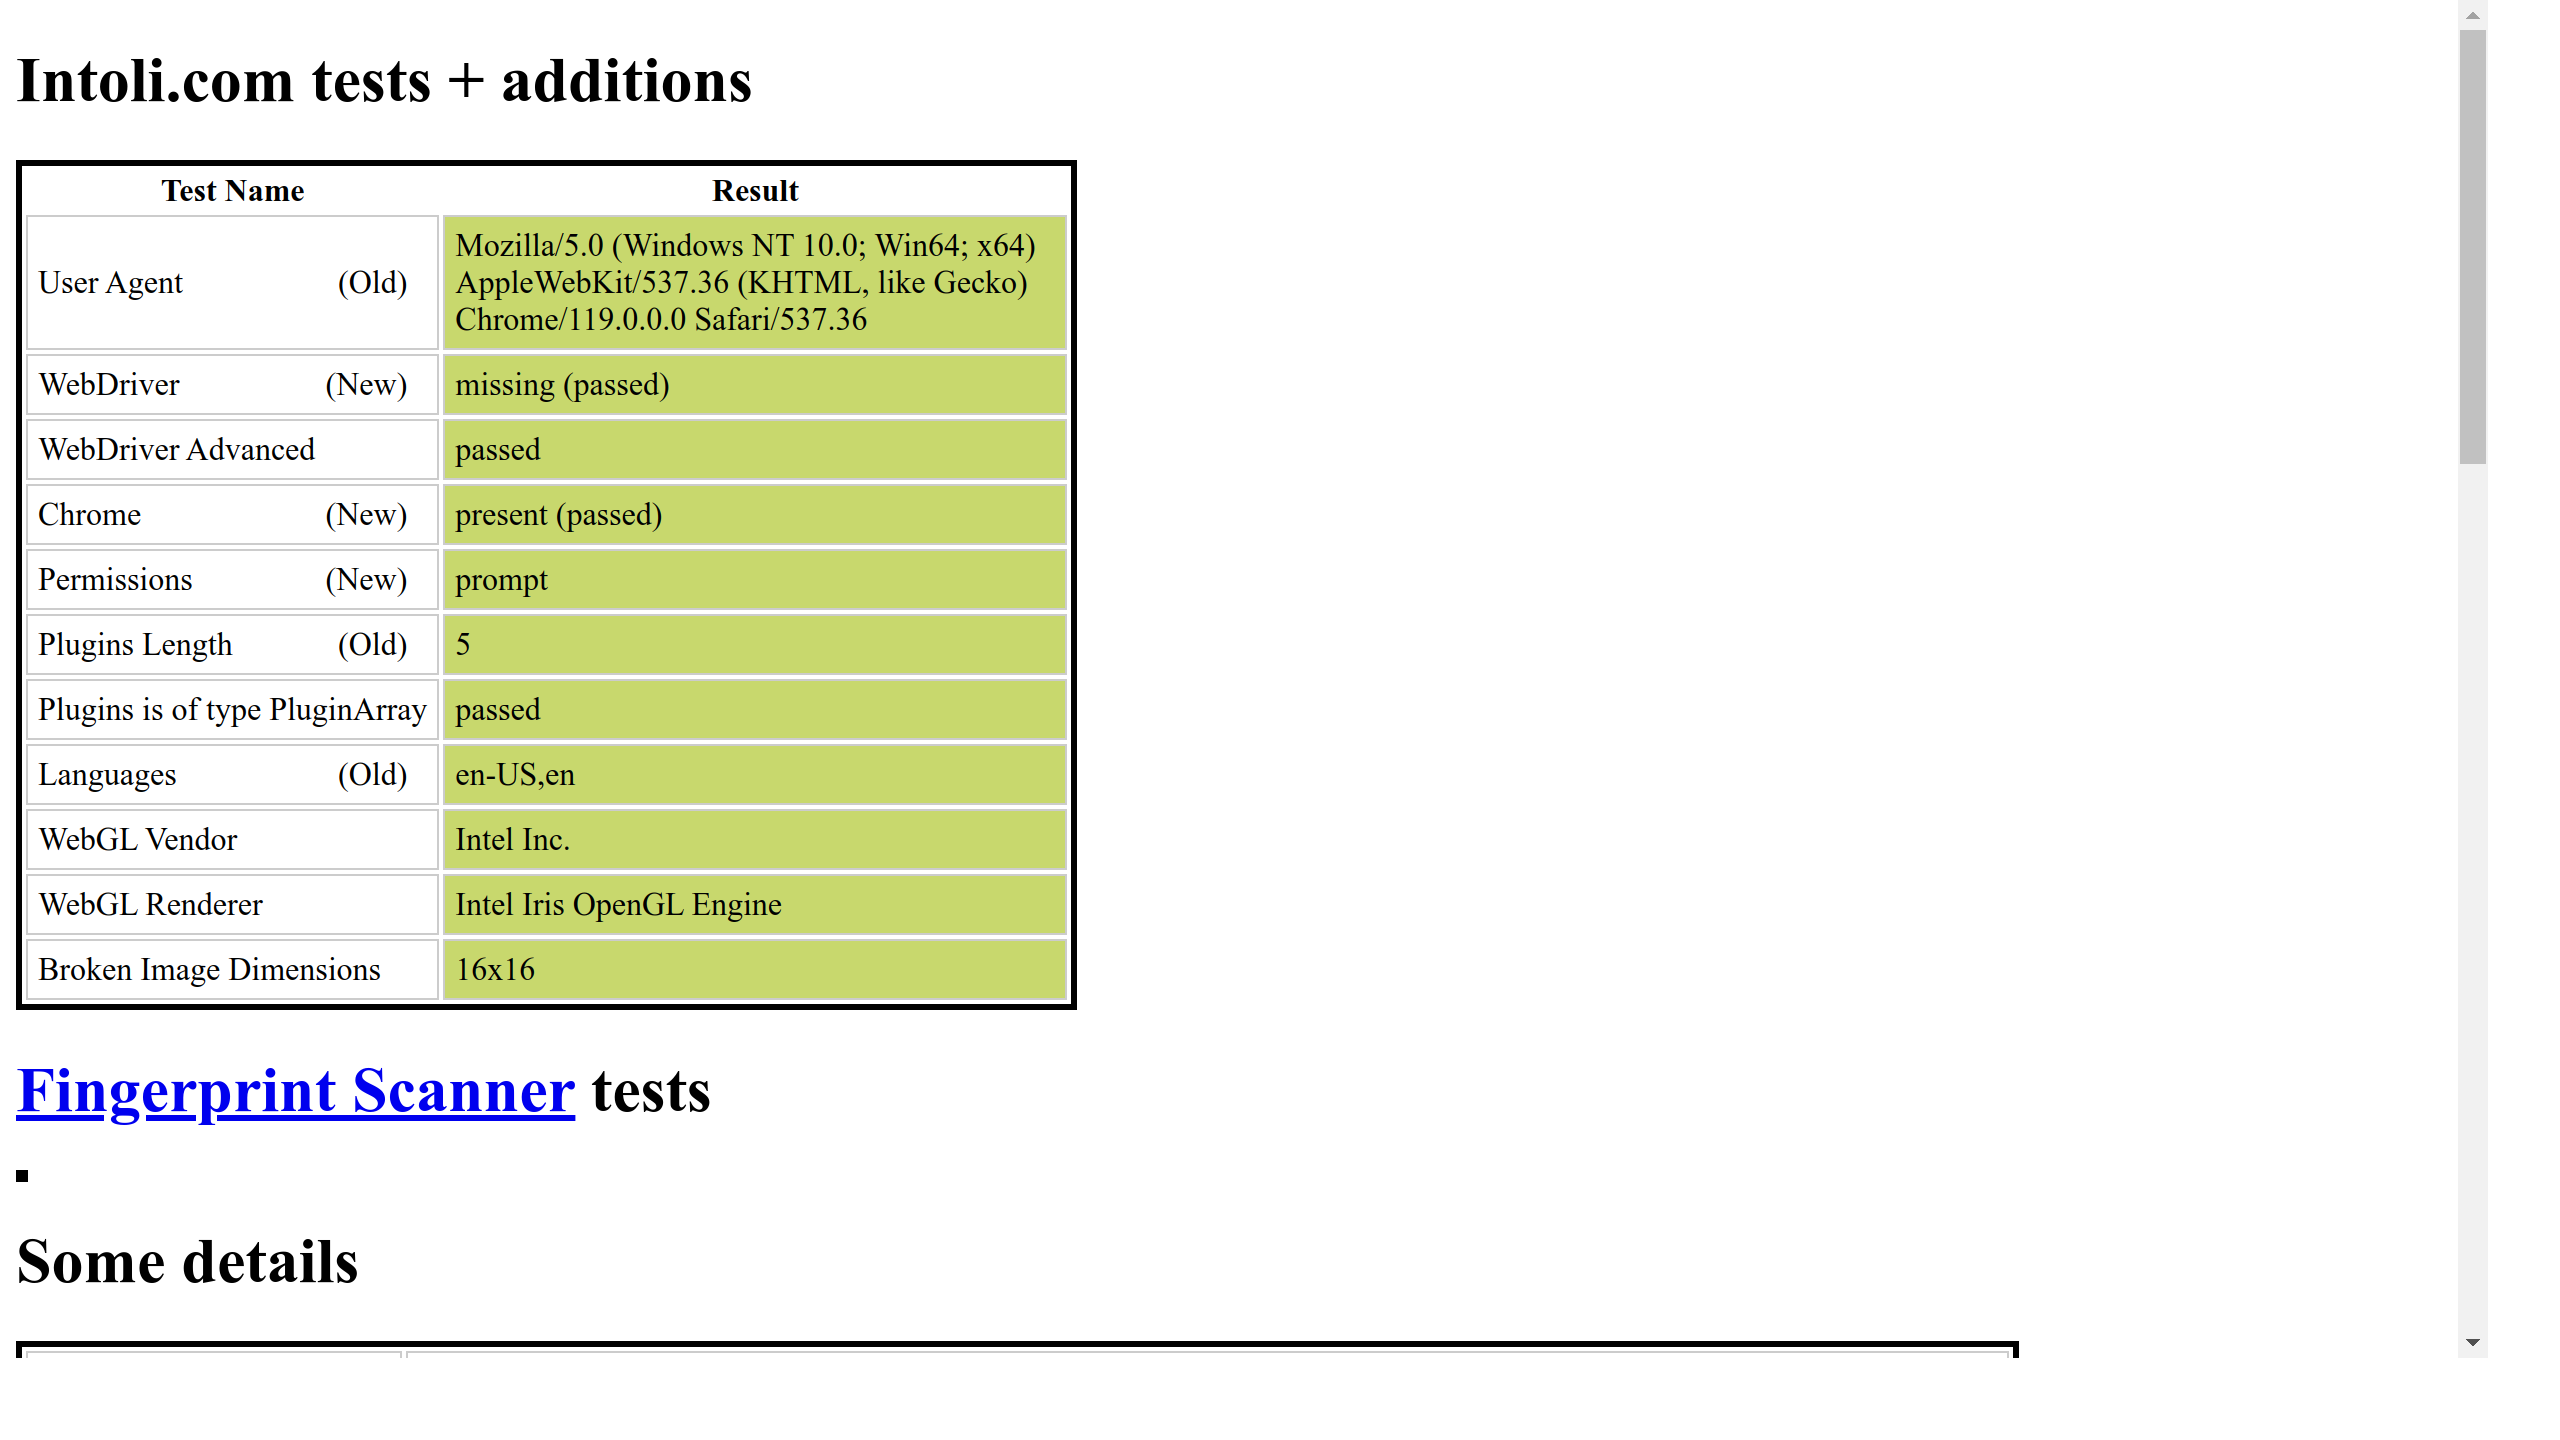 Intoli.com tests + additions
Test Name Result
User Agent (Old) Mozilla/5.0 (Windows NT 10.0; Win64; x64)
AppleWebKit/537.36 (KHTML, like Gecko)
Chrome/119.0.0.0 Safari/537.36
WebDriver (New) missing (passed)
WebDriver Advanced passed
Chrome (New) present (passed)
Permissions (New) prompt
Plugins Length (Old) 5
Plugins is of type PluginArray passed
Languages (Old) en-US,en
WebGL Vendor Intel Inc.
WebGL Renderer Intel Iris OpenGL Engine
Broken Image Dimensions 16x16
Fingerprint Scanner tests
Some details